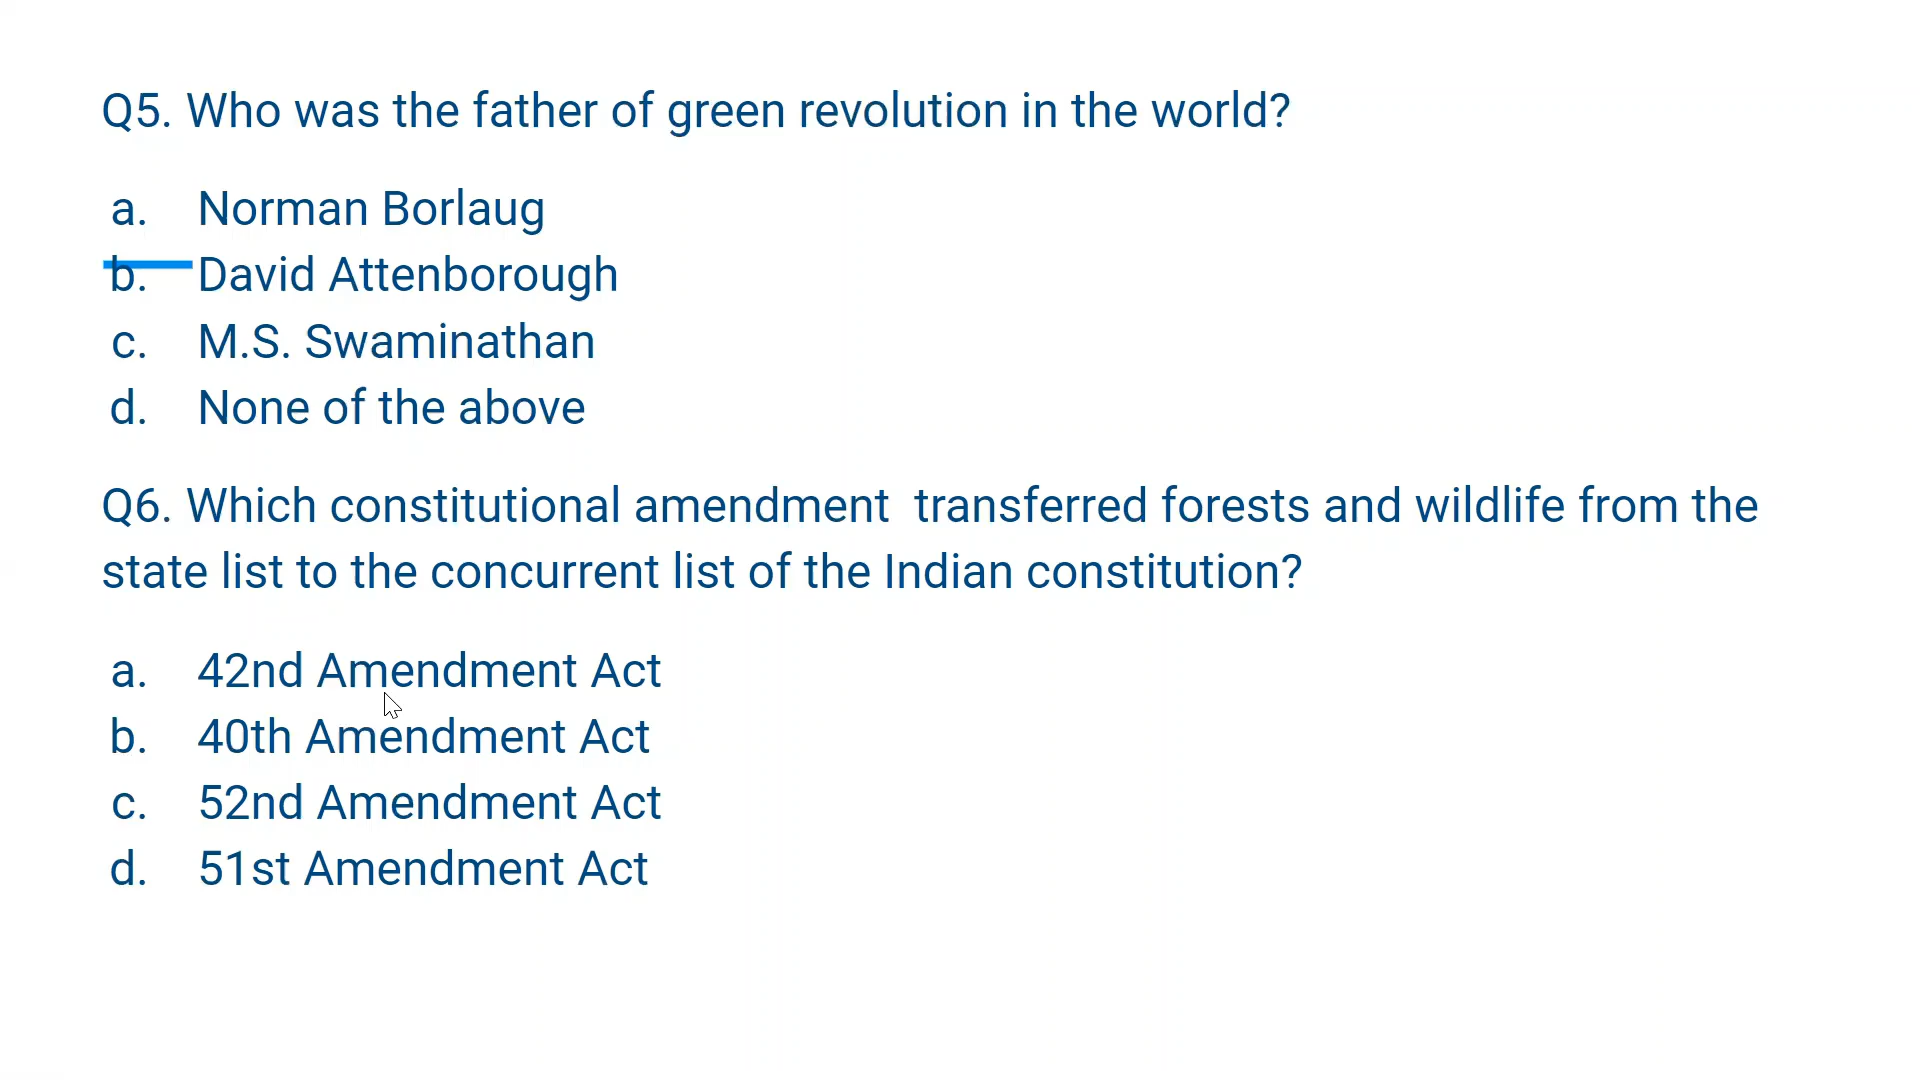 Q5. Who was the father of green revolution in the world?
a. Norman Borlaug
b. David Attenborough
c. M.S. Swaminathan
d. None of the above
Q6. Which constitutional amendment transferred forests and wildlife from the
state list to the concurrent list of the Indian constitution?
a. 42nd Amendment Act
b. 40th Amendment Act
c. 52nd Amendment Act
d. 51st Amendment Act